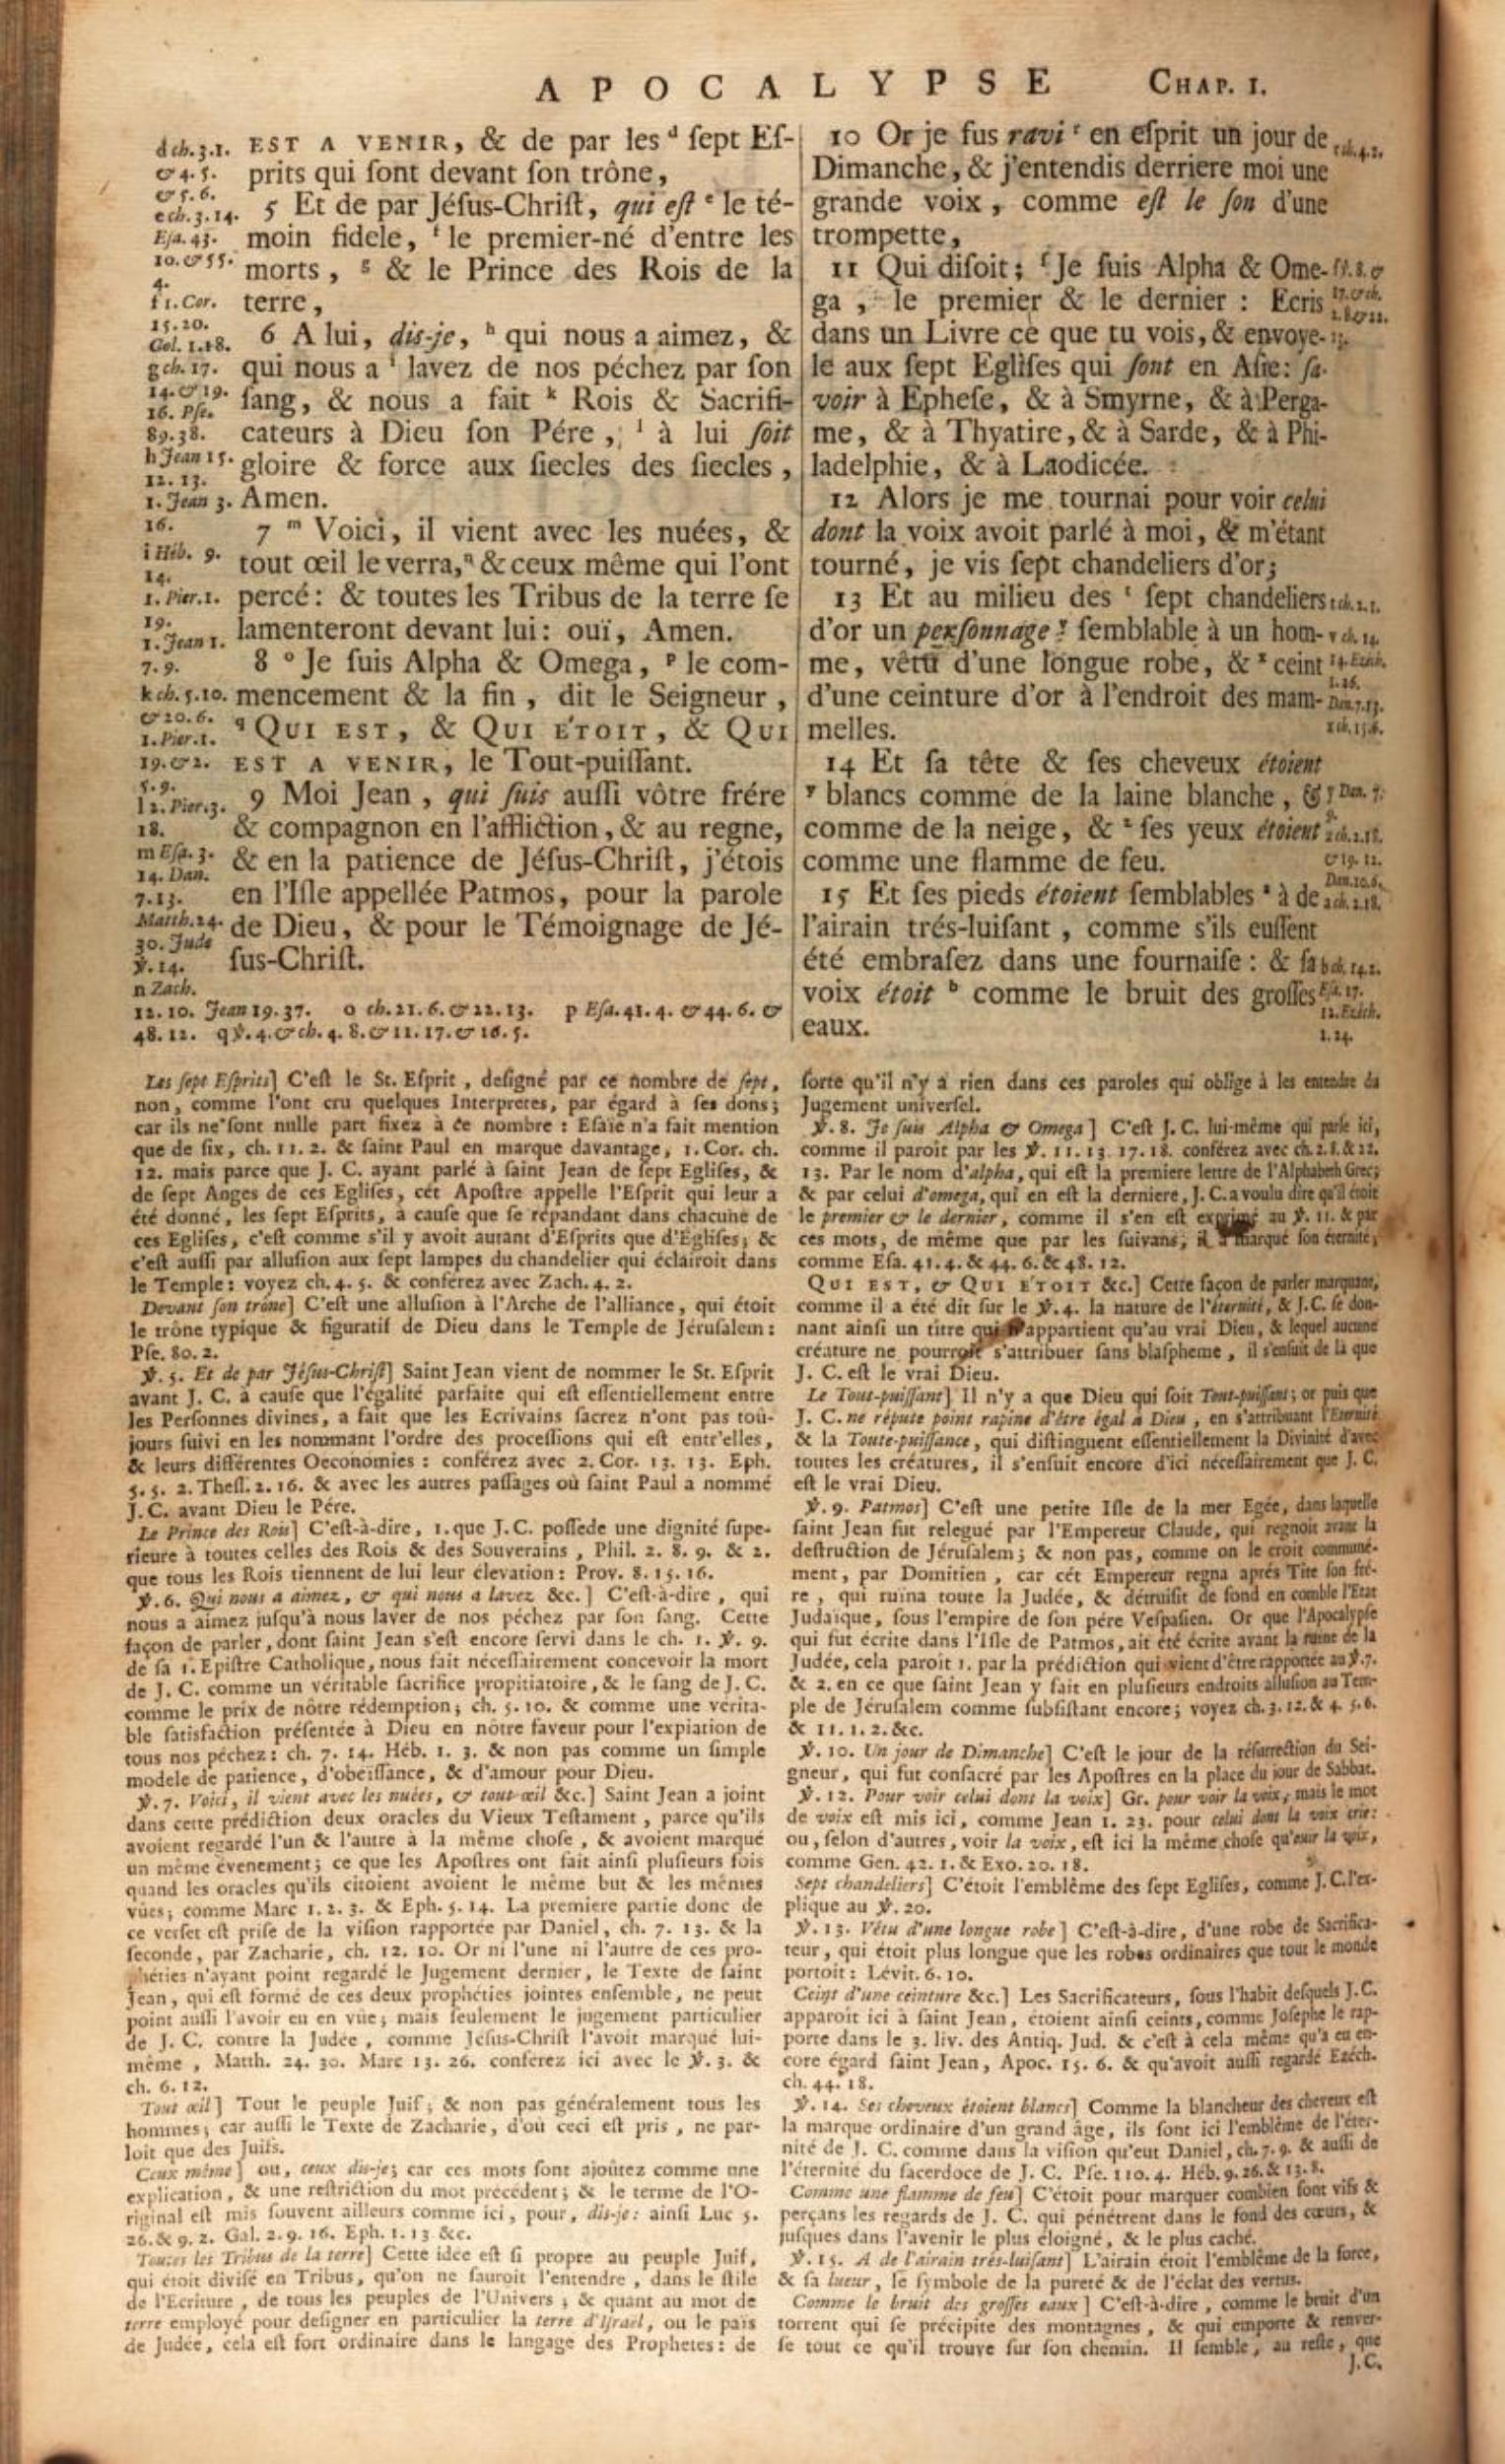 APOCALYPSE CHAP. I.
d ch. 3. 1.
& 4. 5.
& 5. 6.
e ch. 3. 14.
Esa. 43.
10. & 55.
4.
f 1. Cor.
15. 20.
Col. 1. 18.
g ch. 17.
14. & 19.
16. Pse.
89. 38.
h Jean 15.
12. 13.
1. Jean 3.
16.
i Héb. 9.
14.
1. Pier. 1.
19.
1. Jean 1.
7. 9.
k ch. 5. 10.
& 20. 6.
1. Pier. 1.
19. & 2.
5. 9.
l 2. Pier. 3.
18.
m Esa. 3.
14. Dan.
7. 13.
Matth. 24.
30. Jude
℣. 14.
n Zach.
EST A VENIR, & de par les ᵈ ſept Eſ-
prits qui ſont devant ſon trône,
5 Et de par Jéſus-Chriſt, qui eſt ᵉ le té-
moin fidele, ᶠ le premier-né d'entre les
morts, ᵍ & le Prince des Rois de la
terre,
6 A lui, dis-je, ʰ qui nous a aimez, &
qui nous a ⁱ lavez de nos péchez par ſon
ſang, & nous a fait ᵏ Rois & Sacrifi-
cateurs à Dieu ſon Pére, ˡ à lui ſoit
gloire & force aux ſiecles des ſiecles,
Amen.
7 ᵐ Voici, il vient avec les nuées, &
tout œil le verra, ⁿ & ceux même qui l'ont
percé: & toutes les Tribus de la terre ſe
lamenteront devant lui: ouï, Amen.
8 ᵒ Je ſuis Alpha & Omega, ᵖ le com-
mencement & la fin, dit le Seigneur,
q QUI EST, & QUI E'TOIT, & QUI
EST A VENIR, le Tout-puiſſant.
9 Moi Jean, qui ſuis auſſi vôtre frére
& compagnon en l'affliction, & au regne,
& en la patience de Jéſus-Chriſt, j'étois
en l'Iſle appellée Patmos, pour la parole
de Dieu, & pour le Témoignage de Jé-
ſus-Chriſt.
12. 10. Jean 19. 37. o ch. 21. 6. & 22. 13. p Eſa. 41. 4. & 44. 6. &
48. 12. q ℣. 4. & ch. 4. 8. & 11. 17. & 16. 5.
10 Or je fus ravi ʳ en eſprit un jour de
Dimanche, & j'entendis derriere moi une
grande voix, comme eſt le ſon d'une
trompette,
11 Qui diſoit; ſ Je ſuis Alpha & Ome-
ga, le premier & le dernier: Ecris
dans un Livre ce que tu vois, & envoye-
le aux ſept Egliſes qui ſont en Aſie: ſa-
voir à Epheſe, & à Smyrne, & à Perga-
me, & à Thyatire, & à Sarde, & à Phi-
ladelphie, & à Laodicée.
12 Alors je me tournai pour voir celui
dont la voix avoit parlé à moi, & m'étant
tourné, je vis ſept chandeliers d'or;
13 Et au milieu des ᵗ ſept chandeliers
d'or un perſonnage ᵛ ſemblable à un hom-
me, vêtu d'une longue robe, & ˣ ceint
d'une ceinture d'or à l'endroit des mam-
melles.
14 Et ſa tête & ſes cheveux étoient
ʸ blancs comme de la laine blanche, &
comme de la neige, & ᶻ ſes yeux étoient
comme une flamme de feu.
15 Et ſes pieds étoient ſemblables ᵃ à de
l'airain trés-luiſant, comme s'ils euſſent
été embraſez dans une fournaiſe: & ſa
voix étoit ᵇ comme le bruit des groſſes
eaux.
r ch. 4. 2.
17. & ch.
t ch. 2. 1.
v ch. 14.
14. Ezéch.
1. 26.
Dan. 7. 13.
x ch. 15. 6.
y Dan. 7.
9.
z ch. 2. 18.
& 19. 12.
Dan. 10. 6.
a ch. 2. 18.
b ch. 14. 2.
12. Ezéch.
1. 24.
Les ſept Eſprits] C'eſt le St. Eſprit, deſigné par ce nombre de ſept,
non, comme l'ont cru quelques Interpretes, par égard à ſes dons;
car ils ne ſont nulle part fixez à ce nombre: Eſaïe n'a fait mention
que de ſix, ch. 11. 2. & ſaint Paul en marque davantage, 1. Cor. ch.
12. mais parce que J. C. ayant parlé à ſaint Jean de ſept Egliſes, &
de ſept Anges de ces Egliſes, cét Apoſtre appelle l'Eſprit qui leur a
été donné, les ſept Eſprits, à cauſe que ſe répandant dans chacune de
ces Egliſes, c'eſt comme s'il y avoit autant d'Eſprits que d'Egliſes; &
c'eſt auſſi par alluſion aux ſept lampes du chandelier qui éclairoit dans
le Temple: voyez ch. 4. 5. & conférez avec Zach. 4. 2.
Devant ſon trône] C'eſt une alluſion à l'Arche de l'alliance, qui étoit
le trône typique & figuratif de Dieu dans le Temple de Jéruſalem:
Pſe. 80. 2.
℣. 5. Et de par Jéſus-Chriſt] Saint Jean vient de nommer le St. Eſprit
avant J. C. à cauſe que l'égalité parfaite qui eſt eſſentiellement entre
les Perſonnes divines, a fait que les Ecrivains ſacrez n'ont pas toû-
jours ſuivi en les nommant l'ordre des proceſſions qui eſt entr'elles,
& leurs différentes Oeconomies: conférez avec 2. Cor. 13. 13. Eph.
5. 5. 2. Theſſ. 2. 16. & avec les autres paſſages où ſaint Paul a nommé
J. C. avant Dieu le Pére.
Le Prince des Rois] C'eſt-à-dire, 1. que J. C. poſſede une dignité ſupe-
rieure à toutes celles des Rois & des Souverains, Phil. 2. 8. 9. & 2.
que tous les Rois tiennent de lui leur élevation: Prov. 8. 15. 16.
℣. 6. Qui nous a aimez, & qui nous a lavez &c.] C'eſt-à-dire, qui
nous a aimez juſqu'à nous laver de nos péchez par ſon ſang. Cette
façon de parler, dont ſaint Jean s'eſt encore ſervi dans le ch. 1. ℣. 9.
de ſa 1. Epiſtre Catholique, nous fait néceſſairement concevoir la mort
de J. C. comme un véritable ſacrifice propitiatoire, & le ſang de J. C.
comme le prix de nôtre rédemption; ch. 5. 10. & comme une vérita-
ble ſatisfaction préſentée à Dieu en nôtre faveur pour l'expiation de
tous nos péchez: ch. 7. 14. Héb. 1. 3. & non pas comme un ſimple
modele de patience, d'obeïſſance, & d'amour pour Dieu.
℣. 7. Voici, il vient avec les nuées, & tout œil &c.] Saint Jean a joint
dans cette prédiction deux oracles du Vieux Teſtament, parce qu'ils
avoient regardé l'un & l'autre à la même choſe, & avoient marqué
un même évenement; ce que les Apoſtres ont fait ainſi pluſieurs fois
quand les oracles qu'ils citoient avoient le même but & les mêmes
vûes; comme Marc 1. 2. 3. & Eph. 5. 14. La premiere partie donc de
ce verſet eſt priſe de la viſion rapportée par Daniel, ch. 7. 13. & la
ſeconde, par Zacharie, ch. 12. 10. Or ni l'une ni l'autre de ces pro-
phéties n'ayant point regardé le Jugement dernier, le Texte de ſaint
Jean, qui eſt formé de ces deux prophéties jointes enſemble, ne peut
point auſſi l'avoir eu en vûe; mais ſeulement le jugement particulier
de J. C. contre la Judée, comme Jéſus-Chriſt l'avoit marqué lui-
même, Matth. 24. 30. Marc 13. 26. conférez ici avec le ℣. 3. &
ch. 6. 12.
Tout œil] Tout le peuple Juif; & non pas généralement tous les
hommes; car auſſi le Texte de Zacharie, d'où ceci eſt pris, ne par-
loit que des Juifs.
Ceux même] ou, ceux dis-je; car ces mots ſont ajoûtez comme une
explication, & une reſtriction du mot précédent; & le terme de l'O-
riginal eſt mis ſouvent ailleurs comme ici, pour, dis-je: ainſi Luc 5.
26. & 9. 2. Gal. 2. 9. 16. Eph. 1. 13 &c.
Toutes les Tribus de la terre] Cette idée eſt ſi propre au peuple Juif,
qui étoit diviſé en Tribus, qu'on ne ſauroit l'entendre, dans le ſtile
de l'Ecriture, de tous les peuples de l'Univers; & quant au mot de
terre employé pour deſigner en particulier la terre d'Iſraël, ou le païs
de Judée, cela eſt fort ordinaire dans le langage des Prophetes: de
ſorte qu'il n'y a rien dans ces paroles qui oblige à les entendre du
Jugement univerſel.
℣. 8. Je ſuis Alpha & Omega] C'eſt J. C. lui-même qui parle ici,
comme il paroît par les ℣. 11. 13. 17. 18. conférez avec ch. 2. 8. & 22.
13. Par le nom d'alpha, qui eſt la premiere lettre de l'Alphabeth Grec;
& par celui d'omega, qui en eſt la derniere, J. C. a voulu dire qu'il étoit
le premier & le dernier, comme il s'en eſt exprimé au ℣. 11. & par
ces mots, de même que par les ſuivans, il a marqué ſon éternité,
comme Eſa. 41. 4. & 44. 6. & 48. 12.
QUI EST, & QUI E'TOIT &c.] Cette façon de parler marquant,
comme il a été dit ſur le ℣. 4. la nature de l'éternité, & J. C. ſe don-
nant ainſi un titre qui n'appartient qu'au vrai Dieu, & lequel aucune
créature ne pourroit s'attribuer ſans blaſpheme, il s'enſuit de là que
J. C. eſt le vrai Dieu.
Le Tout-puiſſant] Il n'y a que Dieu qui ſoit Tout-puiſſant; or puis que
J. C. ne répute point rapine d'être égal à Dieu, en s'attribuant l'Eternité
& la Toute-puiſſance, qui diſtinguent eſſentiellement la Divinité d'avec
toutes les créatures, il s'enſuit encore d'ici néceſſairement que J. C.
eſt le vrai Dieu.
℣. 9. Patmos] C'eſt une petite Iſle de la mer Egée, dans laquelle
ſaint Jean fut relegué par l'Empereur Claude, qui regnoit avant la
deſtruction de Jéruſalem; & non pas, comme on le croit communé-
ment, par Domitien, car cét Empereur regna aprés Tite ſon fré-
re, qui ruïna toute la Judée, & détruiſit de fond en comble l'Etat
Judaïque, ſous l'empire de ſon pére Veſpaſien. Or que l'Apocalypſe
qui fut écrite dans l'Iſle de Patmos, ait été écrite avant la ruine de la
Judée, cela paroît 1. par la prédiction qui vient d'être rapportée au ℣. 7.
& 2. en ce que ſaint Jean y fait en pluſieurs endroits alluſion au Tem-
ple de Jéruſalem comme ſubſiſtant encore; voyez ch. 3. 12. & 4. 5. 6.
& 11. 1. 2. &c.
℣. 10. Un jour de Dimanche] C'eſt le jour de la réſurrection du Sei-
gneur, qui fut conſacré par les Apoſtres en la place du jour de Sabbat.
℣. 12. Pour voir celui dont la voix] Gr. pour voir la voix, mais le mot
de voix eſt mis ici, comme Jean 1. 23. pour celui dont la voix crie:
ou, ſelon d'autres, voir la voix, eſt ici la même choſe qu'ouïr la voix,
comme Gen. 42. 1. & Exo. 20. 18.
Sept chandeliers] C'étoit l'emblême des ſept Egliſes, comme J. C. l'ex-
plique au ℣. 20.
℣. 13. Vêtu d'une longue robe] C'eſt-à-dire, d'une robe de Sacrifica-
teur, qui étoit plus longue que les robes ordinaires que tout le monde
portoit: Lévit. 6. 10.
Ceint d'une ceinture &c.] Les Sacrificateurs, ſous l'habit deſquels J. C.
apparoît ici à ſaint Jean, étoient ainſi ceints, comme Joſephe le rap-
porte dans le 3. liv. des Antiq. Jud. & c'eſt à cela même qu'a eu en-
core égard ſaint Jean, Apoc. 15. 6. & qu'avoit auſſi regardé Ezéch.
ch. 44. 18.
℣. 14. Ses cheveux étoient blancs] Comme la blancheur des cheveux eſt
la marque ordinaire d'un grand âge, ils ſont ici l'emblême de l'éter-
nité de J. C. comme dans la viſion qu'eut Daniel, ch. 7. 9. & auſſi de
l'éternité du ſacerdoce de J. C. Pſe. 110. 4. Héb. 9. 26. & 13. 8.
Comme une flamme de feu] C'étoit pour marquer combien ſont vifs &
perçans les regards de J. C. qui pénétrent dans le fond des cœurs, &
juſques dans l'avenir le plus éloigné, & le plus caché.
℣. 15. A de l'airain trés-luiſant] L'airain étoit l'emblême de la force,
& ſa lueur, le ſymbole de la pureté & de l'éclat des vertus.
Comme le bruit des groſſes eaux] C'eſt-à-dire, comme le bruit d'un
torrent qui ſe précipite des montagnes, & qui emporte & renver-
ſe tout ce qu'il trouve ſur ſon chemin. Il ſemble, au reſte, que
J. C.